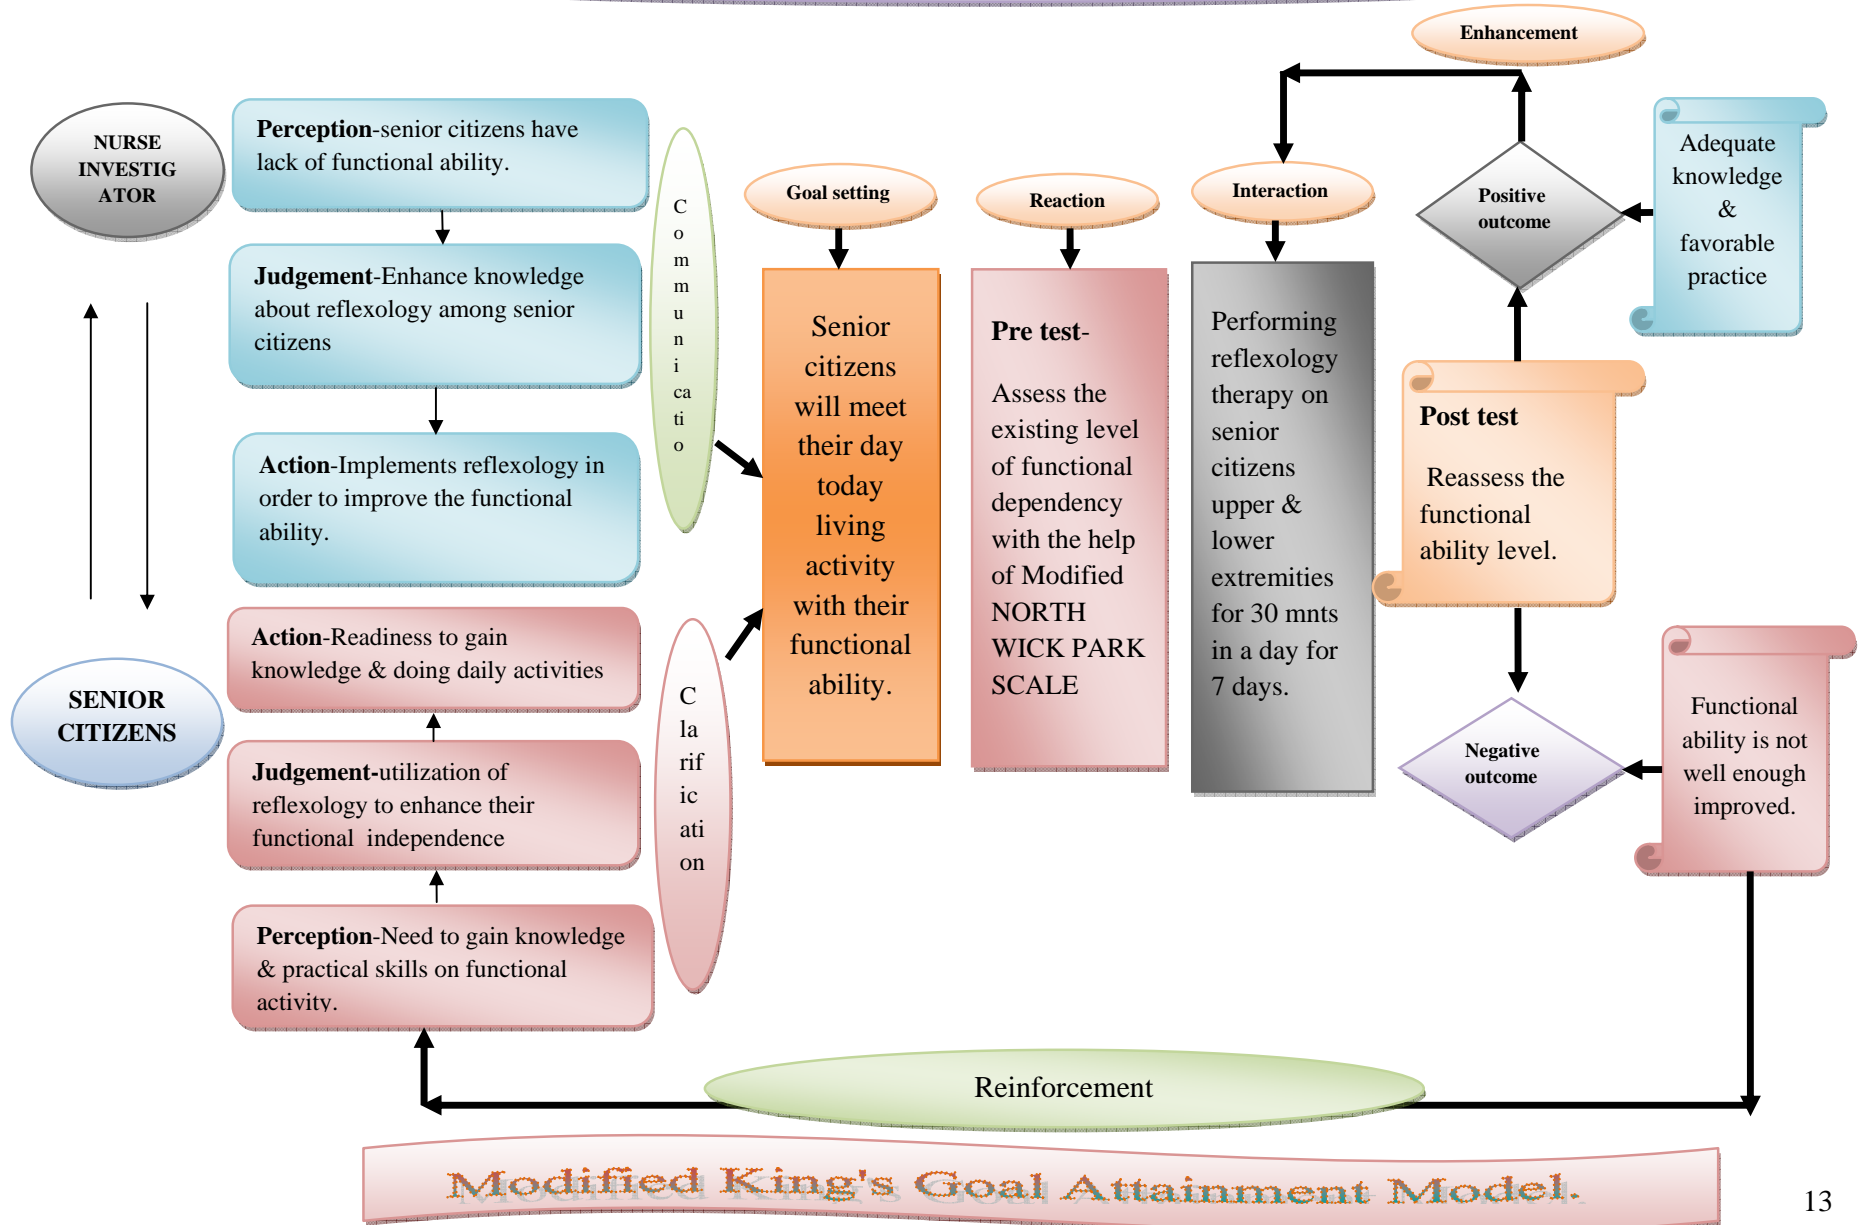 NURSE
INVESTIG
ATOR
SENIOR
CITIZENS
Perception-senior citizens have
lack of functional ability.
Judgement-Enhance knowledge
about reflexology among senior
citizens
Action-Implements reflexology in
order to improve the functional
ability.
Action-Readiness to gain
knowledge & doing daily activities
Judgement-utilization of
reflexology to enhance their
functional independence
Perception-Need to gain knowledge
& practical skills on functional
activity.
C
o
m
m
u
n
i
ca
ti
o
C
la
rif
ic
ati
on
Goal setting
Senior
citizens
will meet
their day
today
living
activity
with their
functional
ability.
Reaction
Pre test-
Assess the
existing level
of functional
dependency
with the help
of Modified
NORTH
WICK PARK
SCALE
Interaction
Performing
reflexology
therapy on
senior
citizens
upper &
lower
extremities
for 30 mnts
in a day for
7 days.
Enhancement
Positive
outcome
Adequate
knowledge
&
favorable
practice
Post test
Reassess the
functional
ability level.
Negative
outcome
Functional
ability is not
well enough
improved.
Reinforcement
Modified King's Goal Attainment Model.
13